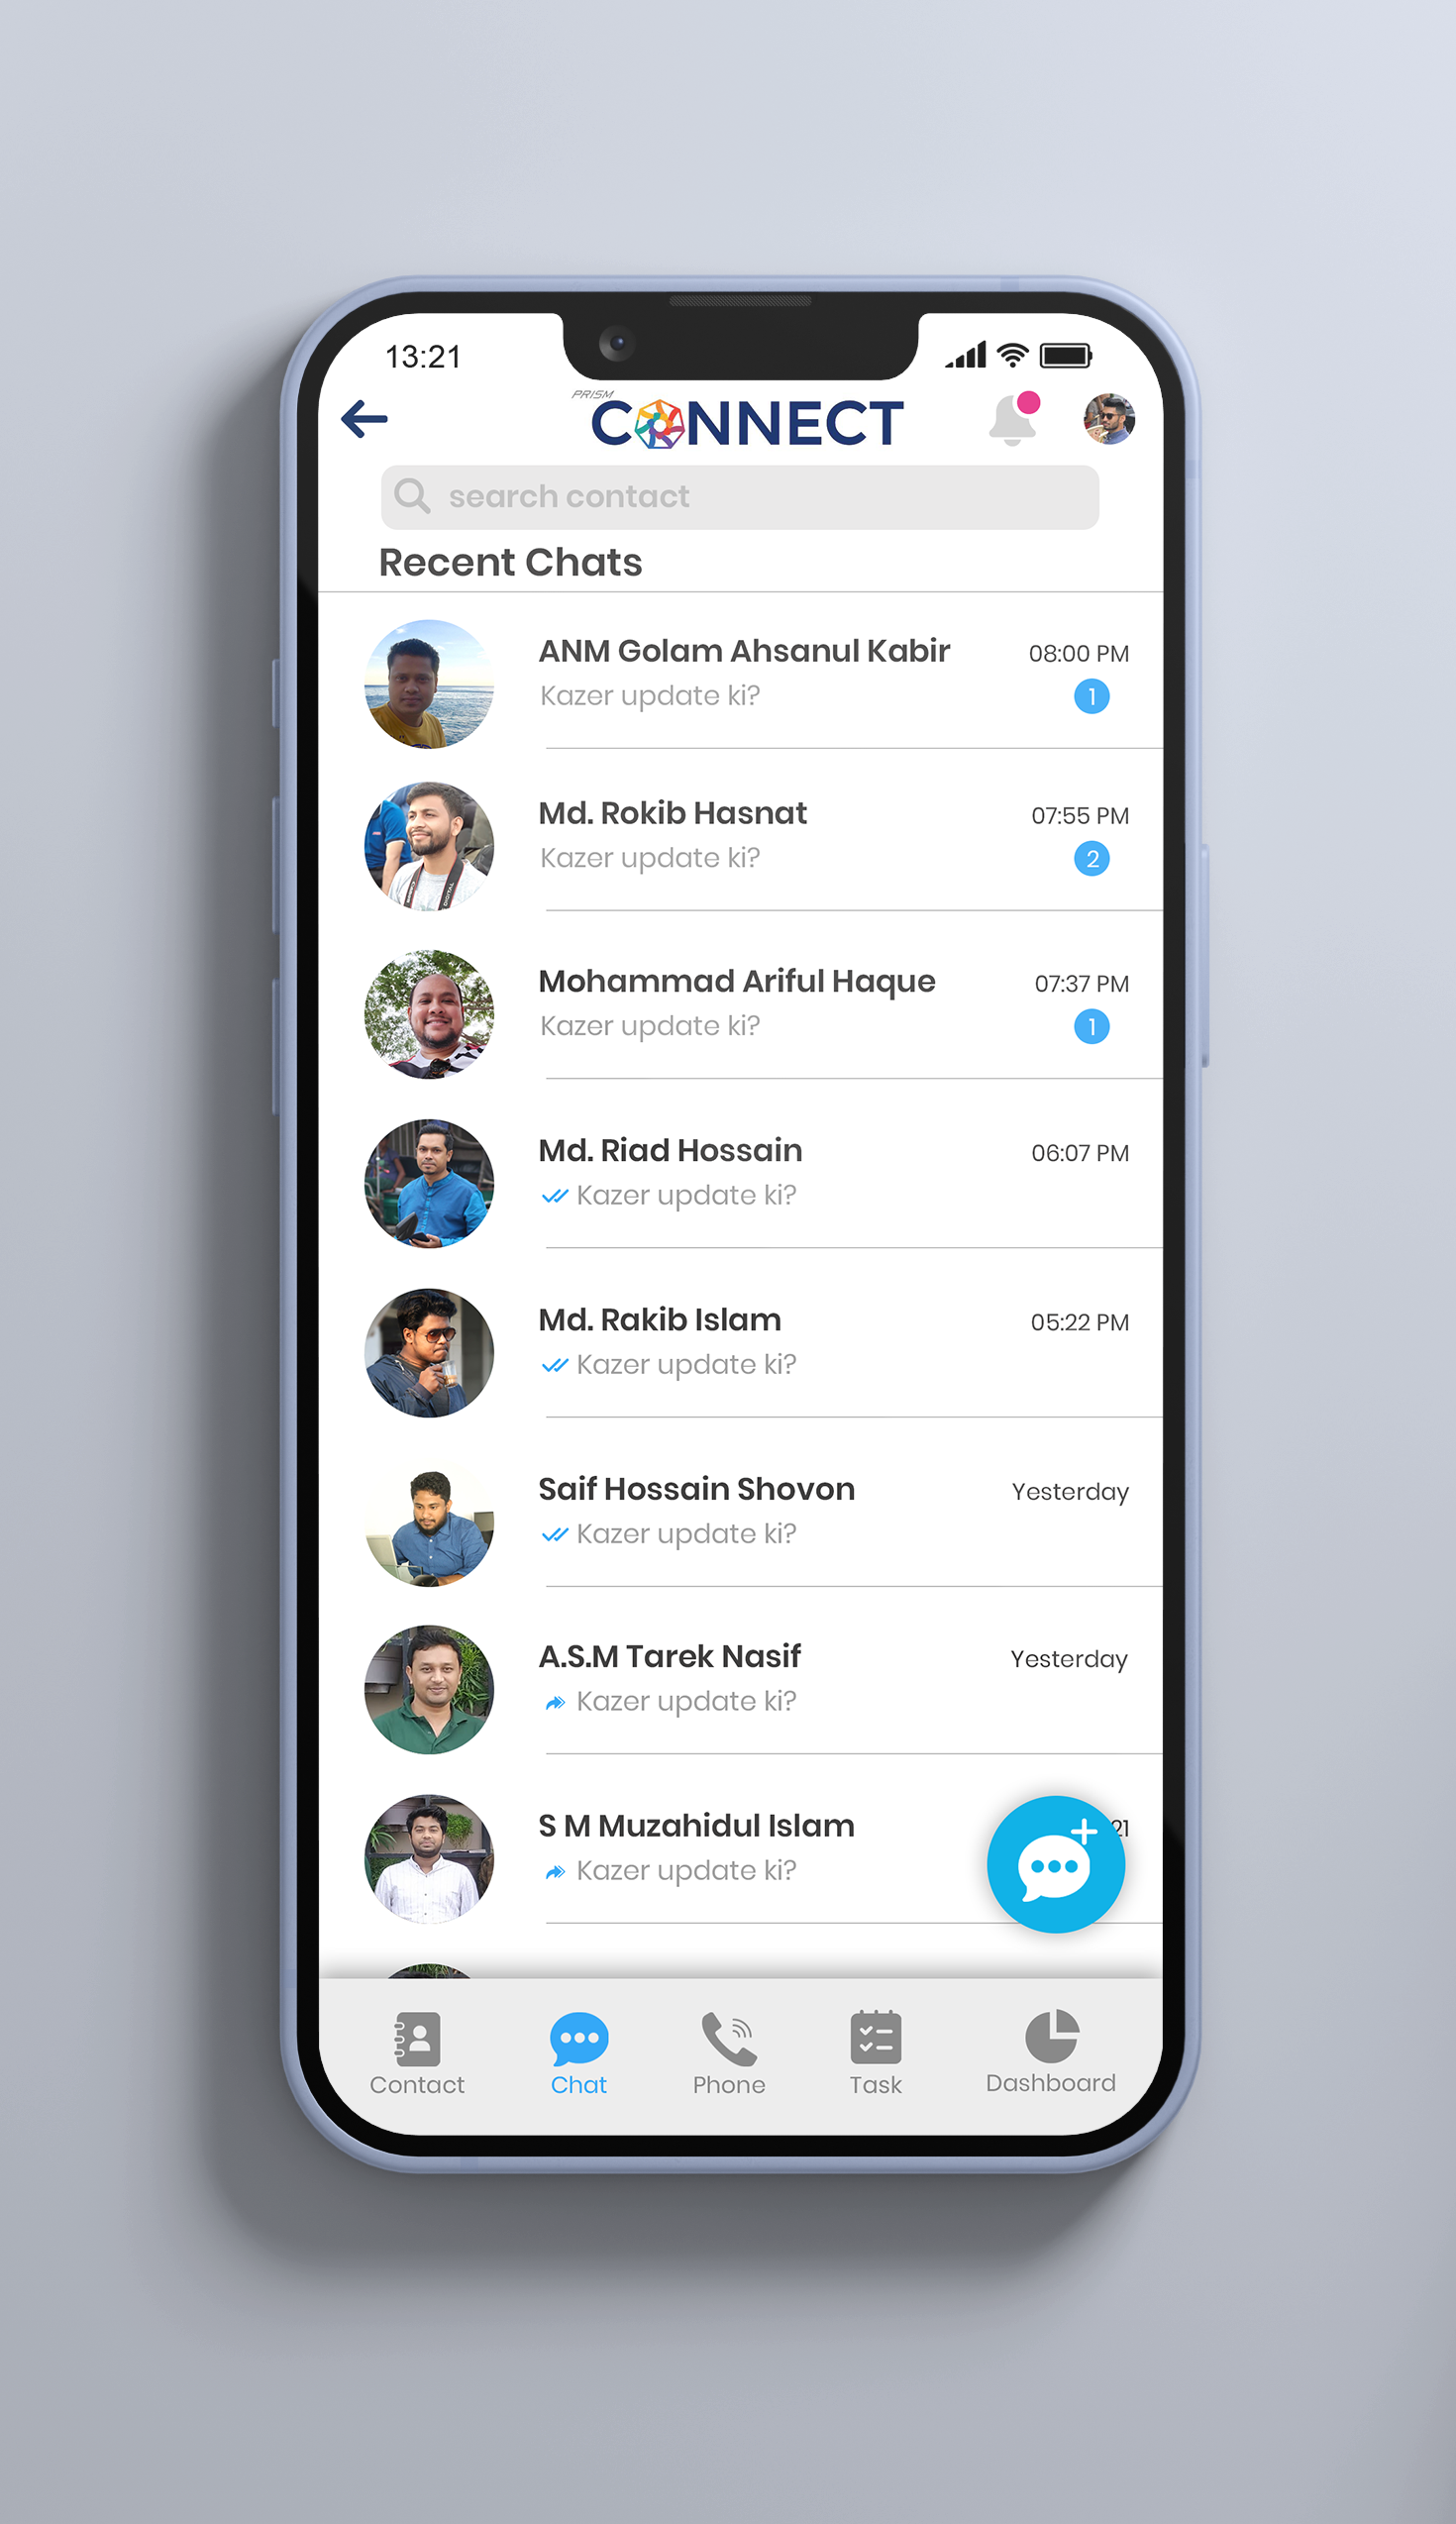 13:21
PRISM
CONNECT
search contact
Recent Chats
ANM Golam Ahsanul Kabir
08:00 PM
Kazer update ki?
1
Md. Rokib Hasnat
07:55 PM
Kazer update ki?
2
Mohammad Ariful Haque
07:37 PM
Kazer update ki?
1
Md. Riad Hossain
06:07 PM
Kazer update ki?
Md. Rakib Islam
05:22 PM
Kazer update ki?
Saif Hossain Shovon
Yesterday
Kazer update ki?
A.S.M Tarek Nasif
Yesterday
Kazer update ki?
S M Muzahidul Islam
Kazer update ki?
Contact
Chat
Phone
Task
Dashboard